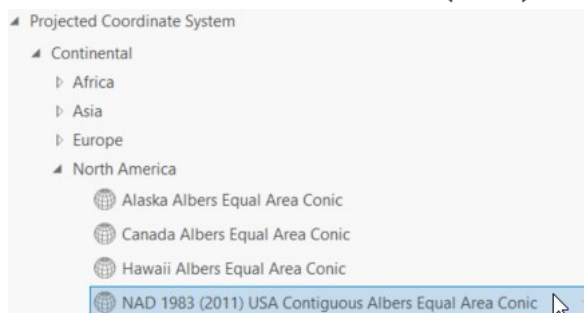 Projected Coordinate System
Continental
Africa
Asia
Europe
North America
Alaska Albers Equal Area Conic
Canada Albers Equal Area Conic
Hawaii Albers Equal Area Conic
NAD 1983 (2011) USA Contiguous Albers Equal Area Conic